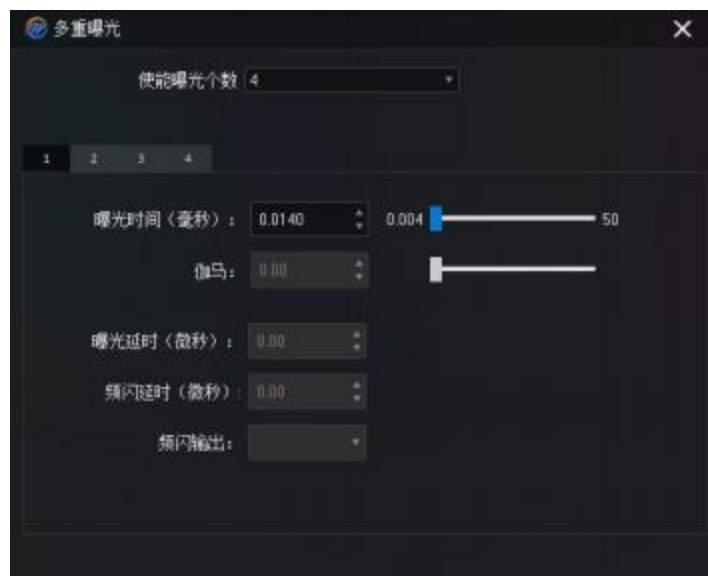 多重曝光
使能曝光个数 4
1 2 3 4
曝光时间（毫秒）： 0.0140 0.004 50
伽马： 0.00
曝光延时（微秒）： 0.00
频闪延时（微秒）： 0.00
频闪输出：